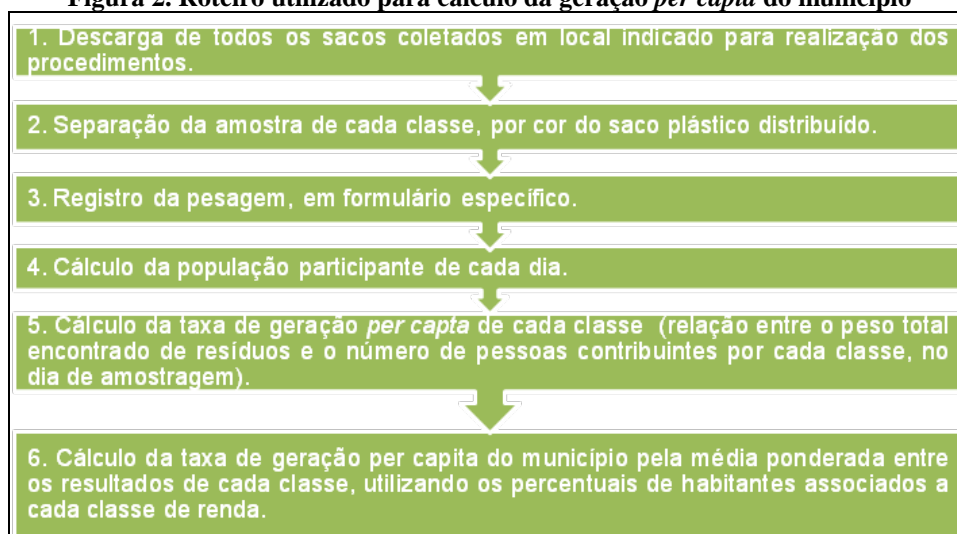 Figura 2. Roteiro utilizado para cálculo da geração per capta do município
1. Descarga de todos os sacos coletados em local indicado para realização dos
procedimentos.
2. Separação da amostra de cada classe, por cor do saco plástico distribuído.
3. Registro da pesagem, em formulário específico.
4. Cálculo da população participante de cada dia.
5. Cálculo da taxa de geração per capta de cada classe (relação entre o peso total
encontrado de resíduos e o número de pessoas contribuintes por cada classe, no
dia de amostragem).
6. Cálculo da taxa de geração per capita do município pela média ponderada entre
os resultados de cada classe, utilizando os percentuais de habitantes associados a
cada classe de renda.